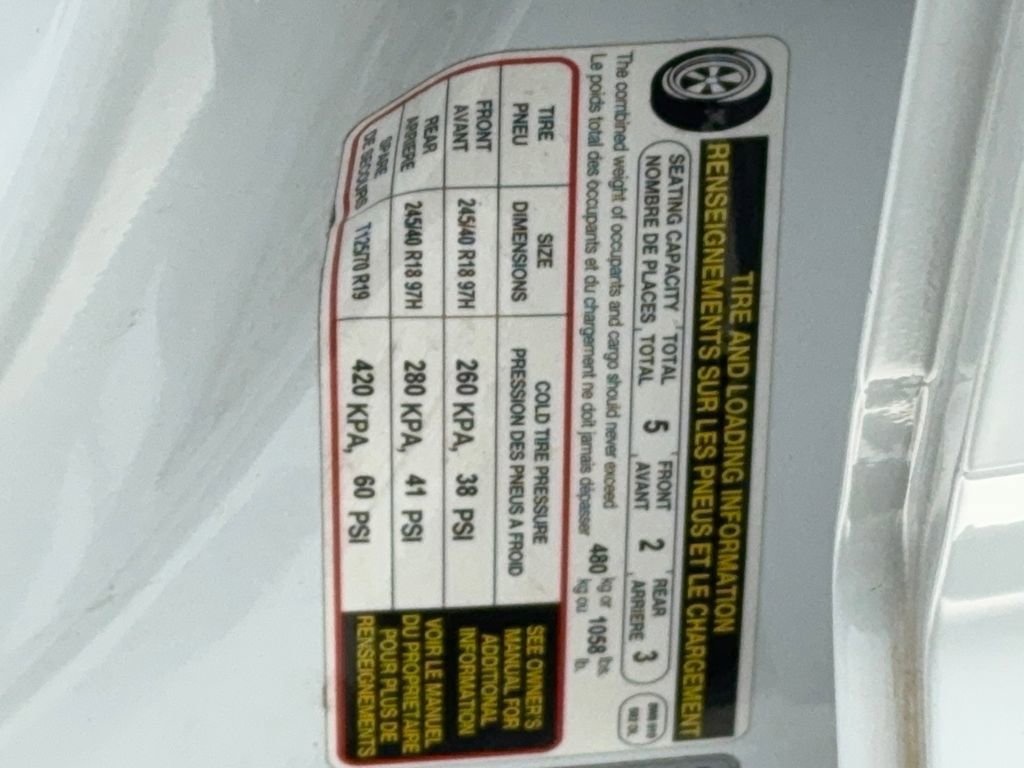 TIRE AND LOADING INFORMATION
RENSEIGNEMENTS SUR LES PNEUS ET LE CHARGEMENT
SEATING CAPACITY TOTAL 5 FRONT 2 REAR 3
NOMBRE DE PLACES TOTAL AVANT ARRIERE
The combined weight of occupants and cargo should never exceed 480 kg or 1058 lbs.
Le poids total des occupants et du chargement ne doit jamais dépasser kg ou lb.
TIRE SIZE COLD TIRE PRESSURE
PNEU DIMENSIONS PRESSION DES PNEUS A FROID
FRONT
AVANT 245/40 R18 97H 260 KPA, 38 PSI
REAR
ARRIERE 245/40 R18 97H 280 KPA, 41 PSI
SPARE
DE SECOURS T125/70 R19 420 KPA, 60 PSI
SEE OWNER'S
MANUAL FOR
ADDITIONAL
INFORMATION
VOIR LE MANUEL
DU PROPRIETAIRE
POUR PLUS DE
RENSEIGNEMENTS